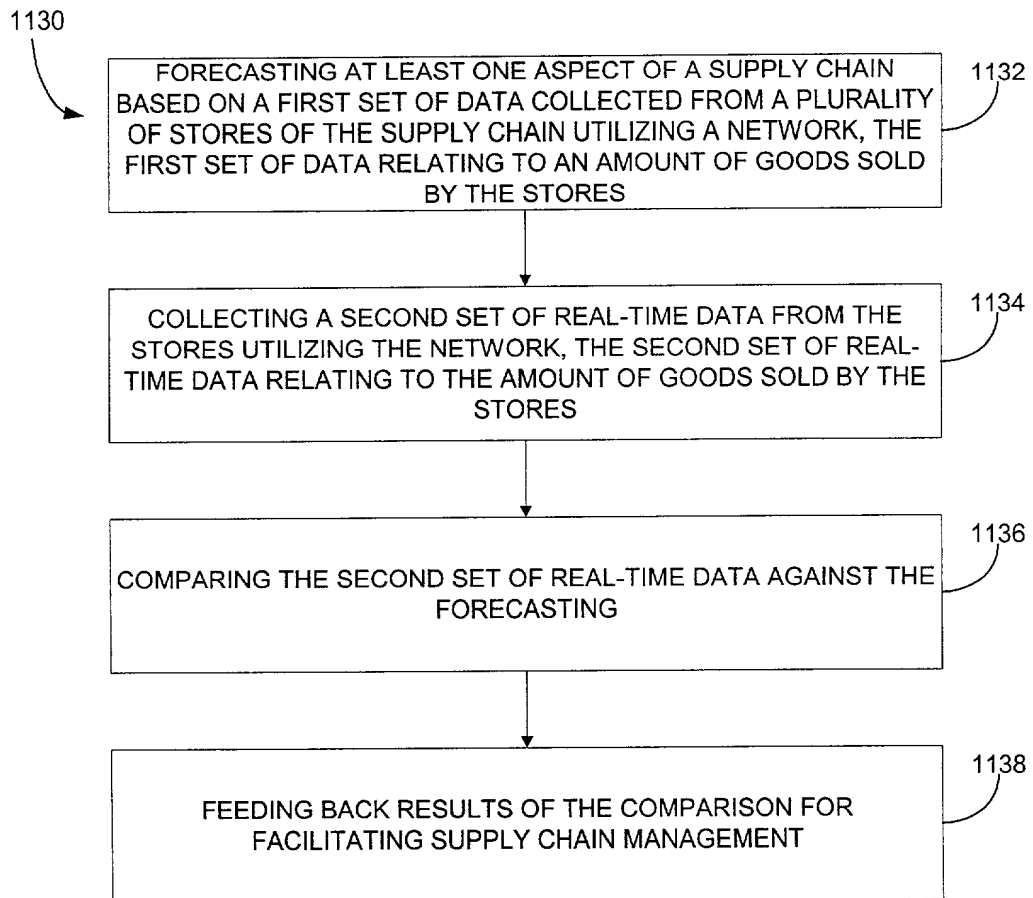 1130
FORECASTING AT LEAST ONE ASPECT OF A SUPPLY CHAIN
BASED ON A FIRST SET OF DATA COLLECTED FROM A PLURALITY
OF STORES OF THE SUPPLY CHAIN UTILIZING A NETWORK, THE
FIRST SET OF DATA RELATING TO AN AMOUNT OF GOODS SOLD
BY THE STORES
1132
COLLECTING A SECOND SET OF REAL-TIME DATA FROM THE
STORES UTILIZING THE NETWORK, THE SECOND SET OF REAL-
TIME DATA RELATING TO THE AMOUNT OF GOODS SOLD BY THE
STORES
1134
COMPARING THE SECOND SET OF REAL-TIME DATA AGAINST THE
FORECASTING
1136
FEEDING BACK RESULTS OF THE COMPARISON FOR
FACILITATING SUPPLY CHAIN MANAGEMENT
1138